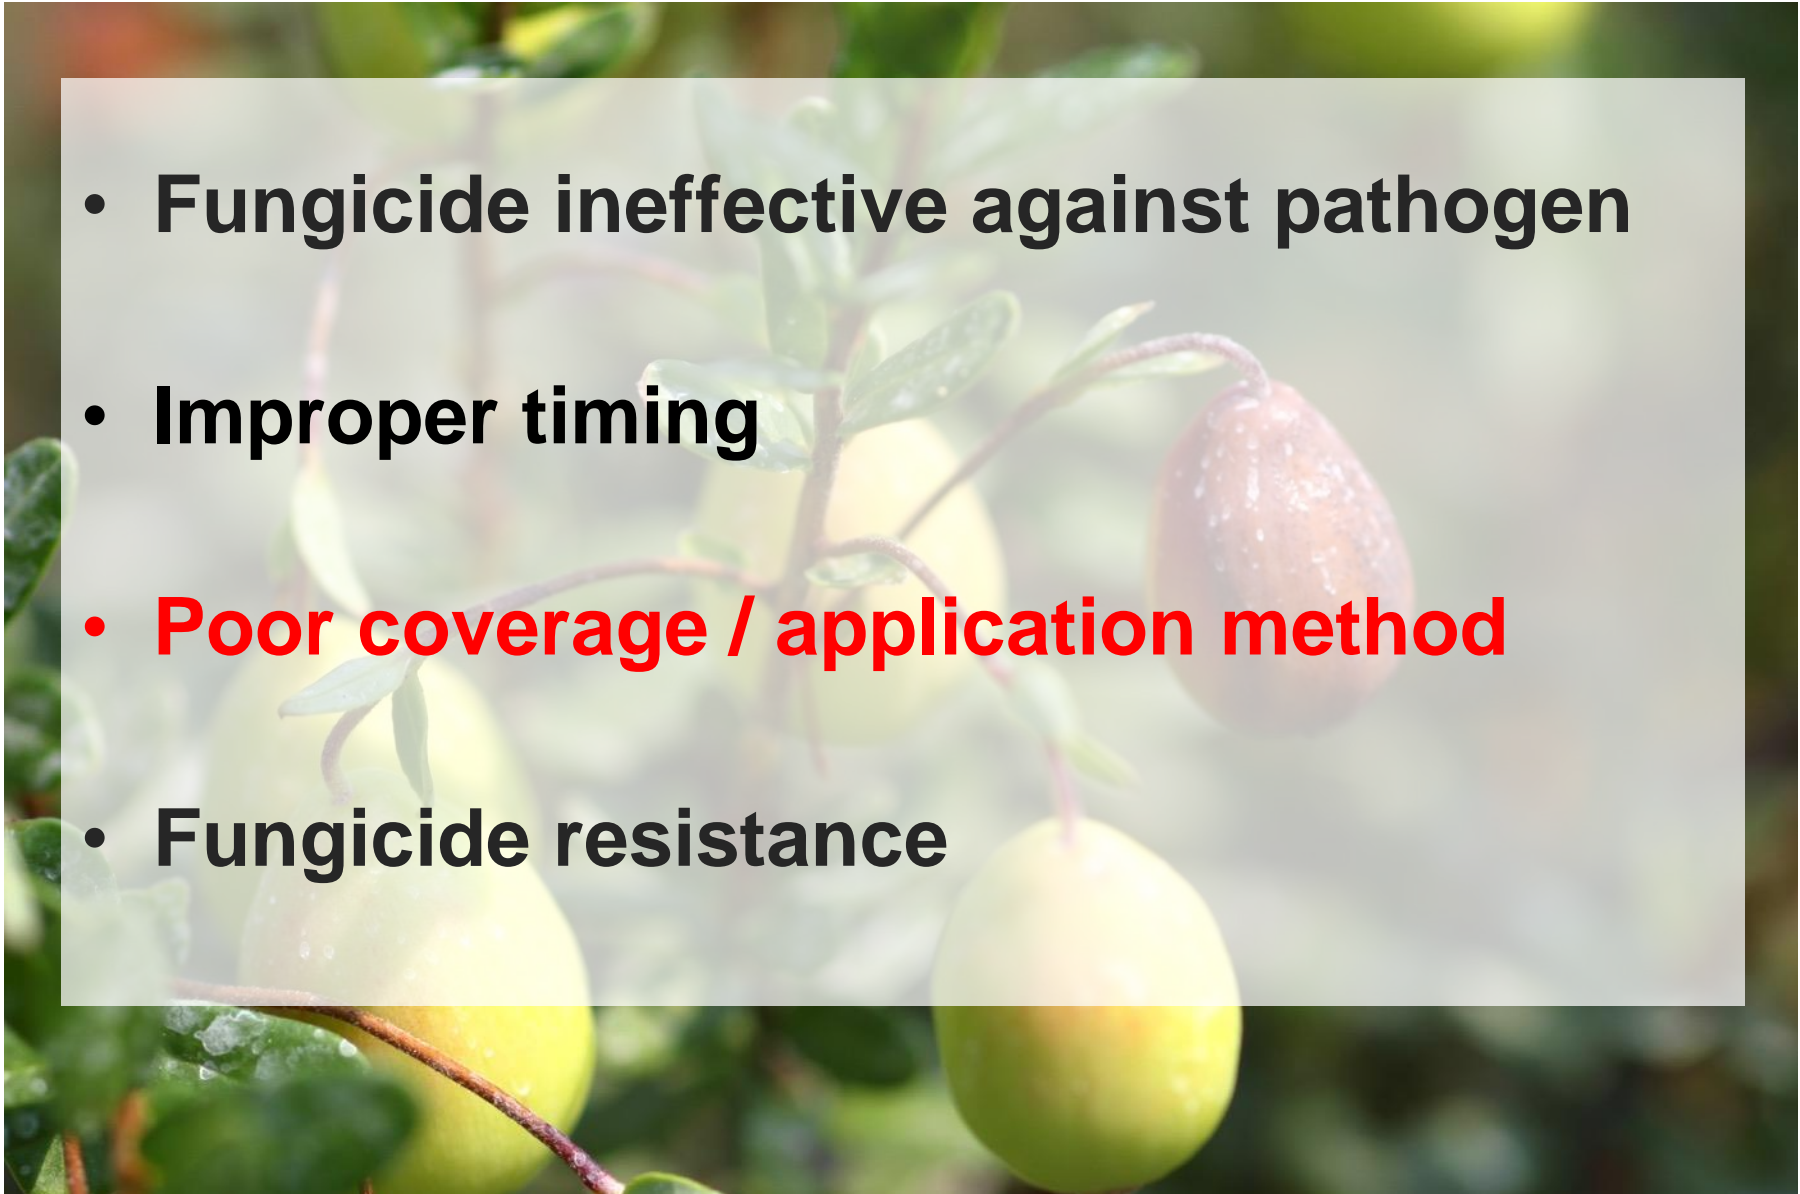 • Fungicide ineffective against pathogen
• Improper timing
• Poor coverage / application method
• Fungicide resistance